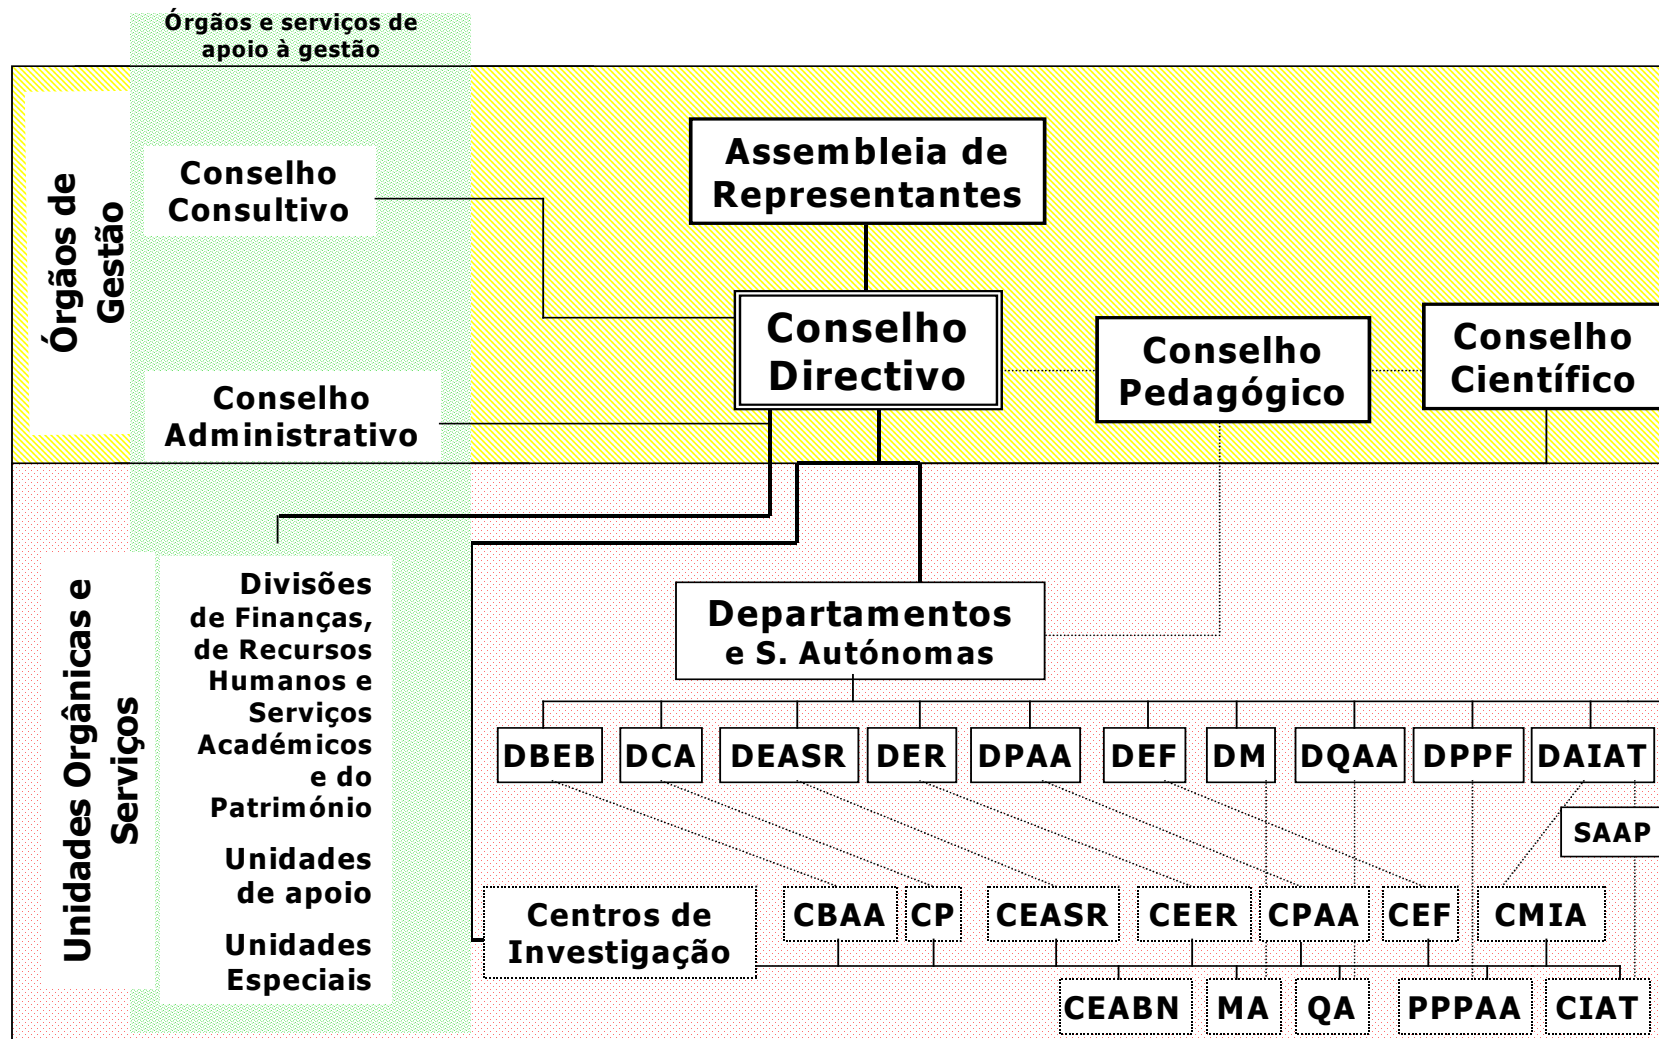 Órgãos e serviços de
apoio à gestão
Órgãos de
Gestão
Conselho
Consultivo
Assembleia de
Representantes
Conselho
Directivo
Conselho
Pedagógico
Conselho
Científico
Conselho
Administrativo
Unidades Orgânicas e
Serviços
Divisões
de Finanças,
de Recursos
Humanos e
Serviços
Académicos
e do
Património
Unidades
de apoio
Unidades
Especiais
Departamentos
e S. Autónomas
DBEB DCA DEASR DER DPAA DEF DM DQAA DPPF DAIAT
SAAP
Centros de
Investigação
CBAA CP CEASR CEER CPAA CEF CMIA
CEABN MA QA PPPAA CIAT